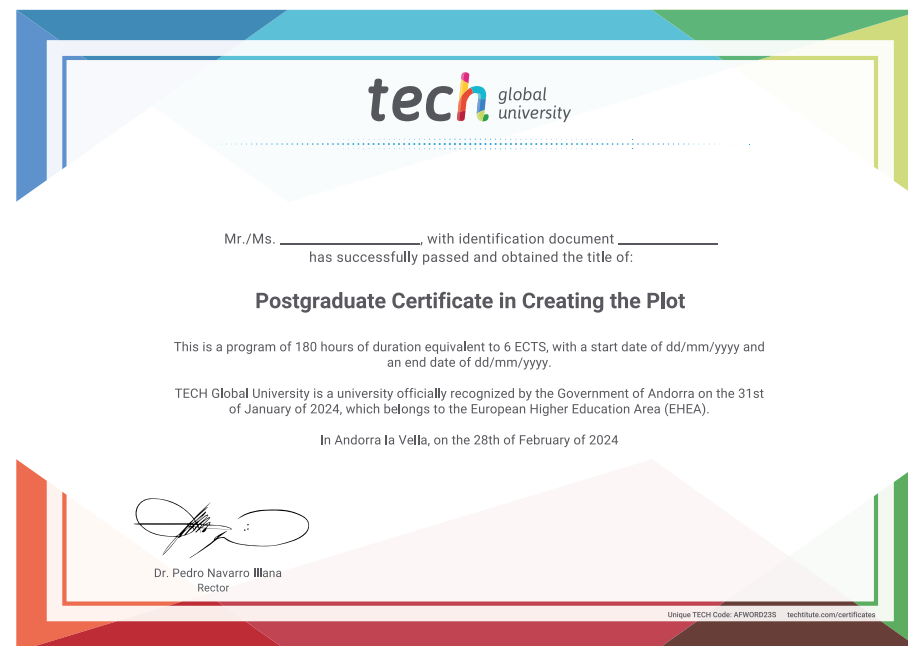 tech global university
Mr./Ms. ____________________, with identification document ______________
has successfully passed and obtained the title of:
Postgraduate Certificate in Creating the Plot
This is a program of 180 hours of duration equivalent to 6 ECTS, with a start date of dd/mm/yyyy and
an end date of dd/mm/yyyy.
TECH Global University is a university officially recognized by the Government of Andorra on the 31st
of January of 2024, which belongs to the European Higher Education Area (EHEA).
In Andorra la Vella, on the 28th of February of 2024
Dr. Pedro Navarro Illana
Rector
Unique TECH Code: AFWORD23S techtitute.com/certificates